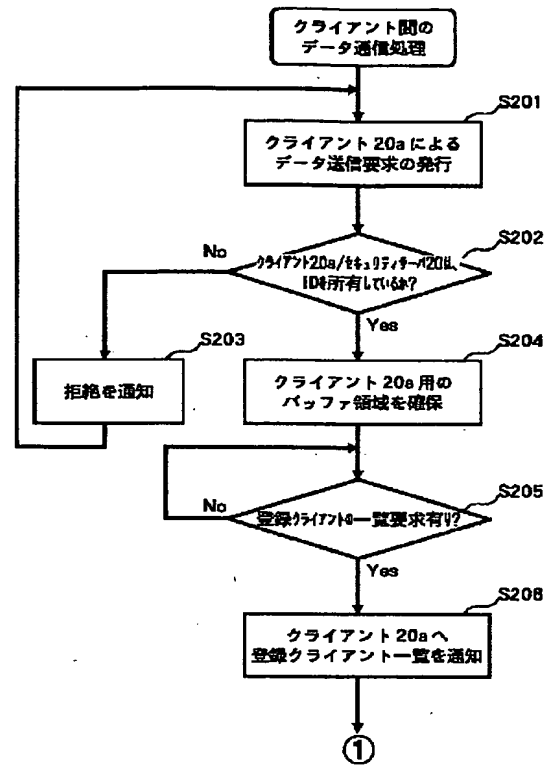 クライアント間の
データ通信処理
S201
クライアント20aによる
データ送信要求の発行
S202
No
クライアント20a/セキュリティサーバ20は、
IDを所有しているか?
Yes
S203
S204
拒絶を通知
クライアント20a用の
バッファ領域を確保
S205
No
登録クライアントの一覧要求有り?
Yes
S206
クライアント20aへ
登録クライアント一覧を通知
①